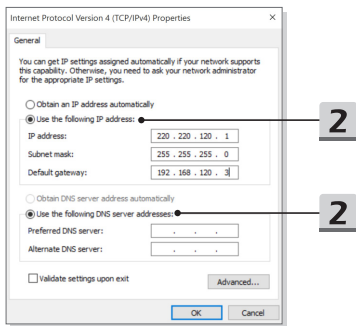 Internet Protocol Version 4 (TCP/IPv4) Properties
General
You can get IP settings assigned automatically if your network supports
this capability. Otherwise, you need to ask your network administrator
for the appropriate IP settings.
Obtain an IP address automatically
Use the following IP address:
2
IP address: 220 . 220 . 120 . 1
Subnet mask: 255 . 255 . 255 . 0
Default gateway: 192 . 168 . 120 . 3
Obtain DNS server address automatically
Use the following DNS server addresses:
2
Preferred DNS server: . . .
Alternate DNS server: . . .
Validate settings upon exit
Advanced...
OK Cancel